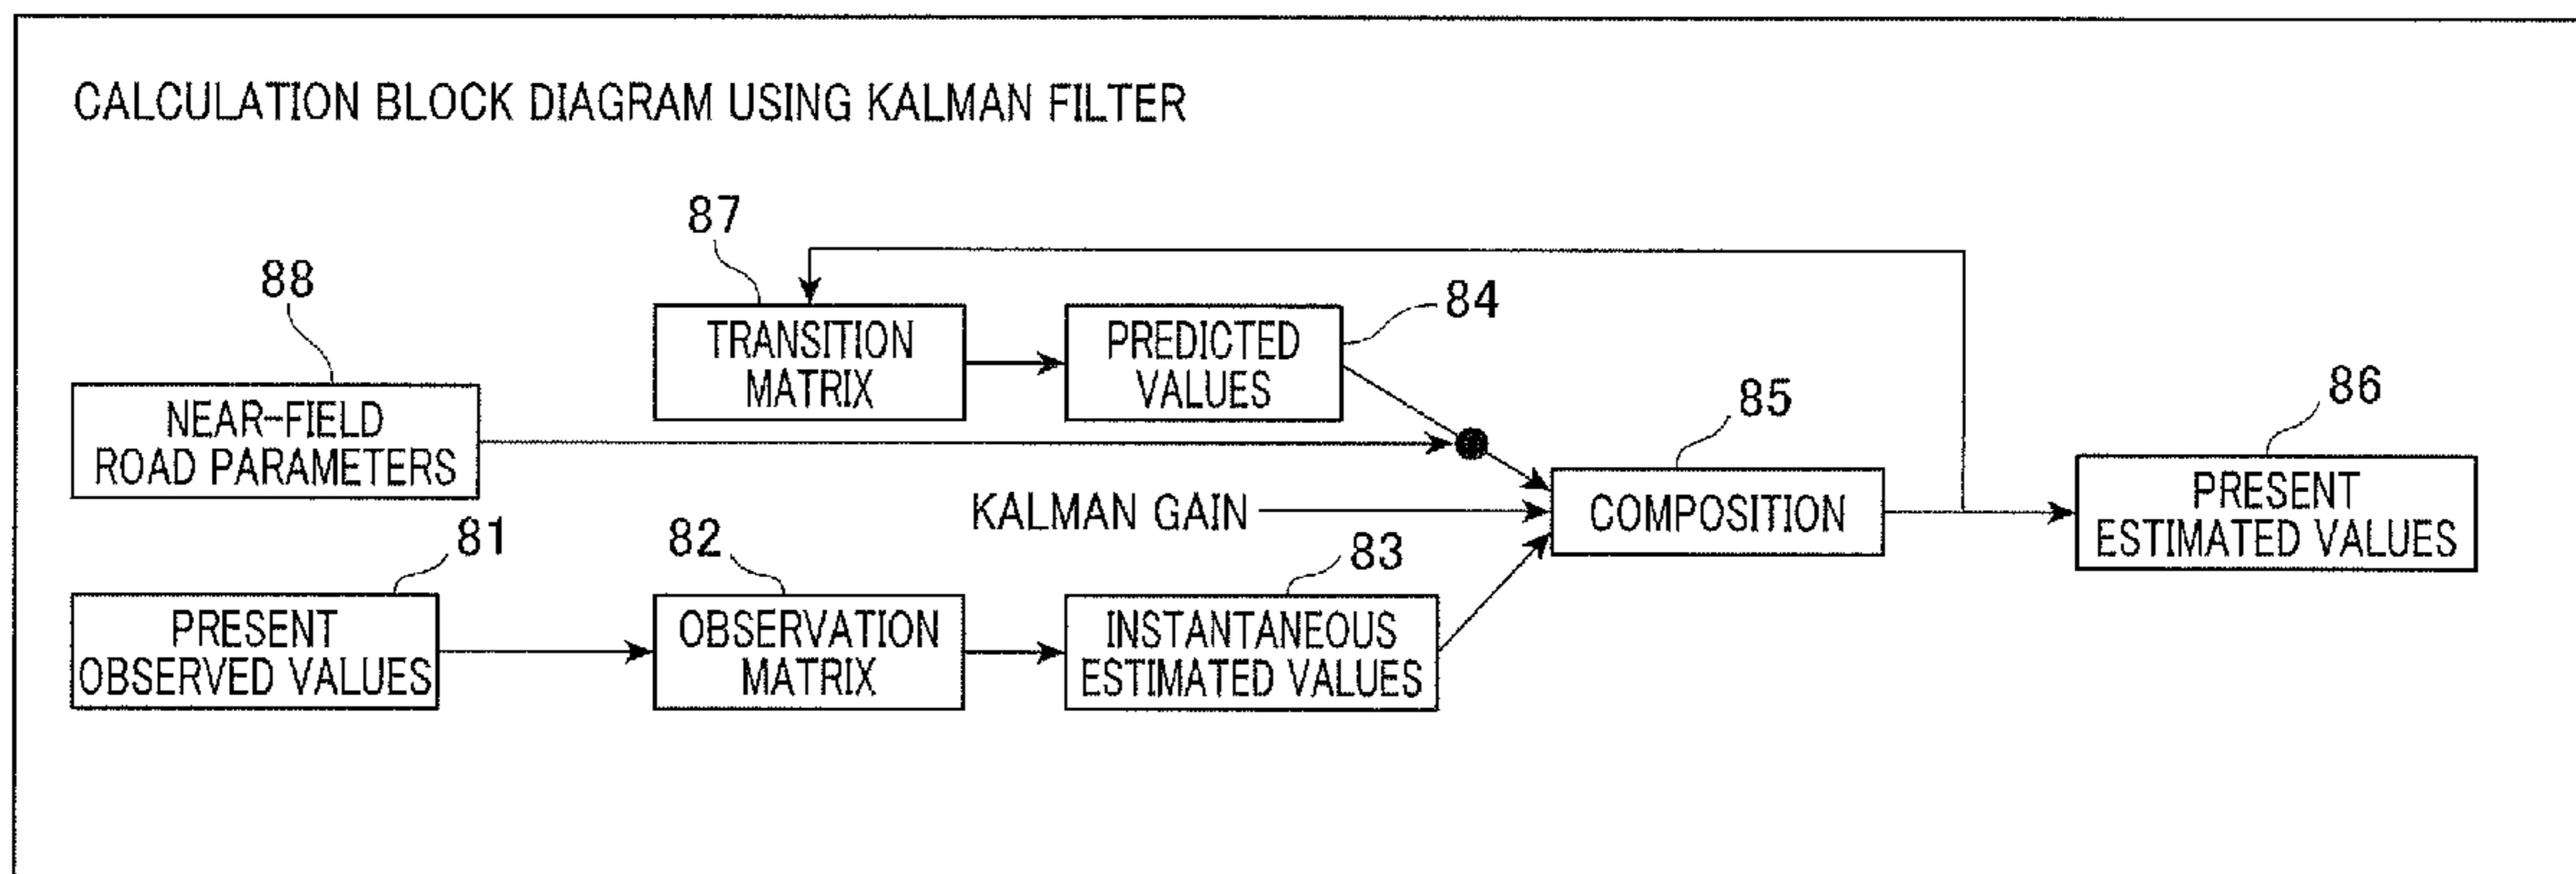 CALCULATION BLOCK DIAGRAM USING KALMAN FILTER
87
88
84
TRANSITION
MATRIX
PREDICTED
VALUES
86
85
NEAR-FIELD
ROAD PARAMETERS
PRESENT
ESTIMATED VALUES
KALMAN GAIN
COMPOSITION
81
82
83
PRESENT
OBSERVED VALUES
OBSERVATION
MATRIX
INSTANTANEOUS
ESTIMATED VALUES